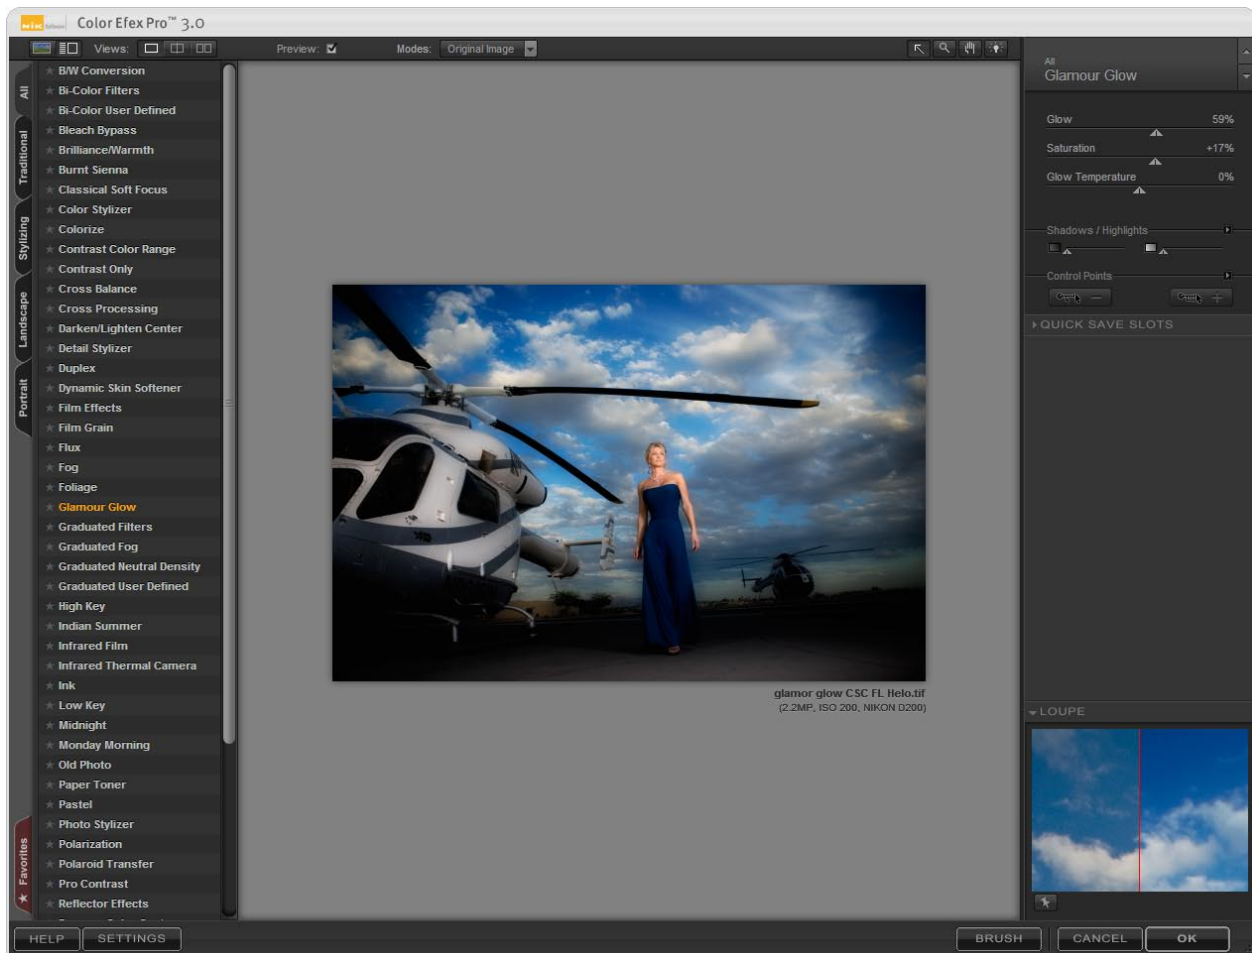 Nik Software Color Efex Pro™ 3.0
Views: Preview: Modes: Original Image
All
Traditional
Stylizing
Landscape
Portrait
★ Favorites
B/W Conversion
Bi-Color Filters
Bi-Color User Defined
Bleach Bypass
Brilliance/Warmth
Burnt Sienna
Classical Soft Focus
Color Stylizer
Colorize
Contrast Color Range
Contrast Only
Cross Balance
Cross Processing
Darken/Lighten Center
Detail Stylizer
Duplex
Dynamic Skin Softener
Film Effects
Film Grain
Flux
Fog
Foliage
Glamour Glow
Graduated Filters
Graduated Fog
Graduated Neutral Density
Graduated User Defined
High Key
Indian Summer
Infrared Film
Infrared Thermal Camera
Ink
Low Key
Midnight
Monday Morning
Old Photo
Paper Toner
Pastel
Photo Stylizer
Polarization
Polaroid Transfer
Pro Contrast
Reflector Effects
glamor glow CSC FL Helo.tif
(2.2MP, ISO 200, NIKON D200)
All
Glamour Glow
Glow 59%
Saturation +17%
Glow Temperature 0%
Shadows / Highlights
Control Points
QUICK SAVE SLOTS
LOUPE
HELP SETTINGS BRUSH CANCEL OK